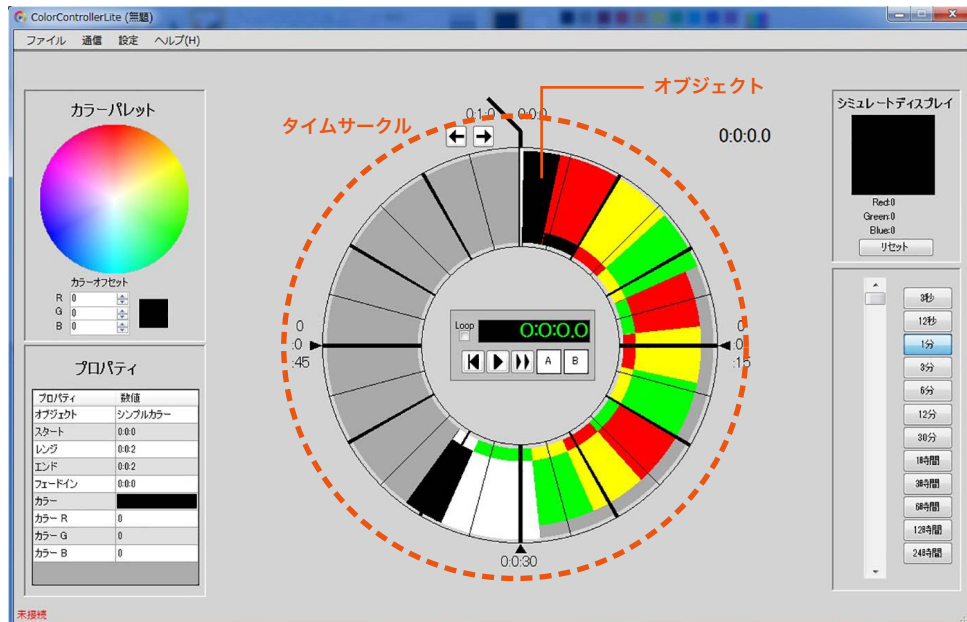 ColorControllerLite (無題)
ファイル 通信 設定 ヘルプ(H)
カラーパレット
カラーオフセット
R 0
G 0
B 0
プロパティ
プロパティ 数値
オブジェクト シンプルカラー
スタート 0:0:0
レンジ 0:0:2
エンド 0:0:2
フェードイン 0:0:0
カラー
カラー R 0
カラー G 0
カラー B 0
未接続
オブジェクト
タイムサークル
0:1:0 0:0:0
0:0:0.0
0
:0
:45
0
:0
:15
Loop
0:0:0.0
A B
0:0:30
シミュレートディスプレイ
Red:0
Green:0
Blue:0
リセット
3秒
12秒
1分
3分
6分
12分
30分
1時間
3時間
6時間
12時間
24時間